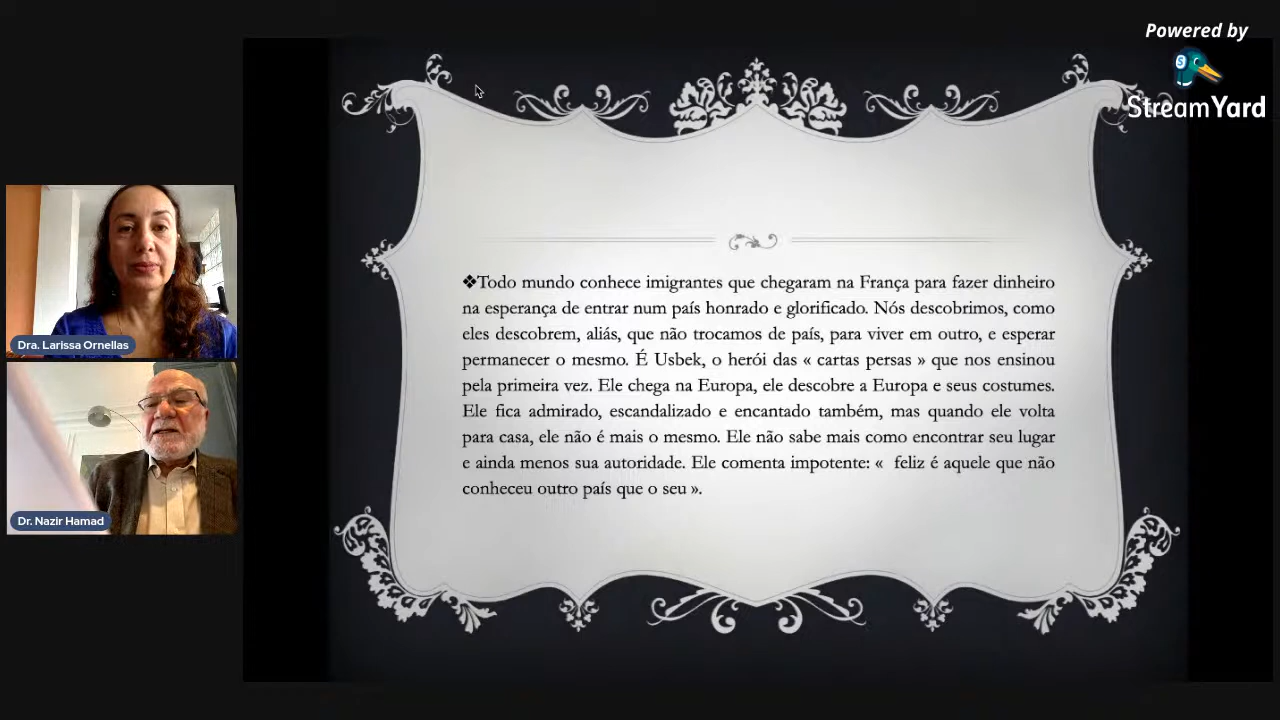 Powered by
StreamYard
❖Todo mundo conhece imigrantes que chegaram na França para fazer dinheiro
na esperança de entrar num país honrado e glorificado. Nós descobrimos, como
eles descobrem, aliás, que não trocamos de país, para viver em outro, e esperar
permanecer o mesmo. É Usbek, o herói das « cartas persas » que nos ensinou
pela primeira vez. Ele chega na Europa, ele descobre a Europa e seus costumes.
Ele fica admirado, escandalizado e encantado também, mas quando ele volta
para casa, ele não é mais o mesmo. Ele não sabe mais como encontrar seu lugar
e ainda menos sua autoridade. Ele comenta impotente: «  feliz é aquele que não
conheceu outro país que o seu ».
Dra. Larissa Ornellas
Dr. Nazir Hamad